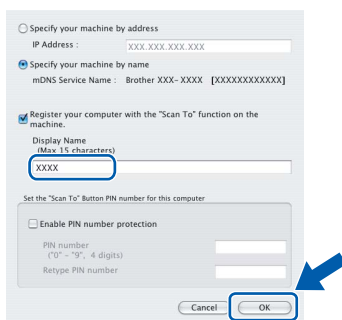 Specify your machine by address
IP Address : XXX.XXX.XXX.XXX
Specify your machine by name
mDNS Service Name : Brother XXX-XXXX [XXXXXXXXXXXX]
Register your computer with the "Scan To" function on the
machine.
Display Name
(Max 15 characters)
XXXX
Set the "Scan To" Button PIN number for this computer
Enable PIN number protection
PIN number
("0" - "9", 4 digits)
Retype PIN number
Cancel OK